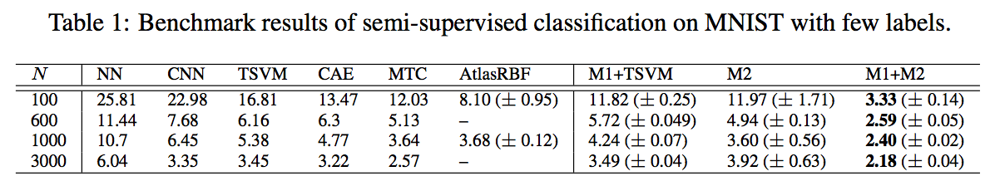 Table 1: Benchmark results of semi-supervised classification on MNIST with few labels.
N NN CNN TSVM CAE MTC AtlasRBF M1+TSVM M2 M1+M2
100 25.81 22.98 16.81 13.47 12.03 8.10 (± 0.95) 11.82 (± 0.25) 11.97 (± 1.71) 3.33 (± 0.14)
600 11.44 7.68 6.16 6.3 5.13 – 5.72 (± 0.049) 4.94 (± 0.13) 2.59 (± 0.05)
1000 10.7 6.45 5.38 4.77 3.64 3.68 (± 0.12) 4.24 (± 0.07) 3.60 (± 0.56) 2.40 (± 0.02)
3000 6.04 3.35 3.45 3.22 2.57 – 3.49 (± 0.04) 3.92 (± 0.63) 2.18 (± 0.04)